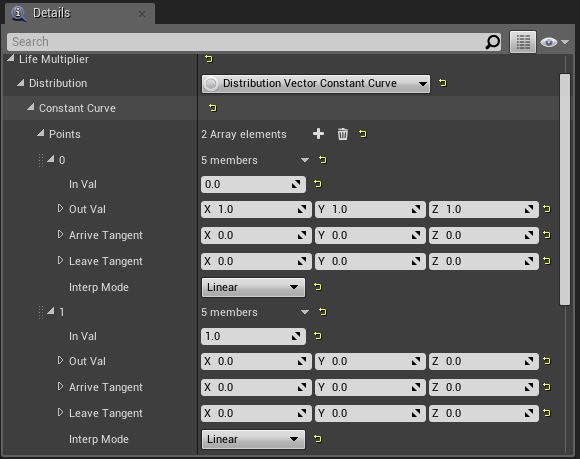 Details
Search
Life Multiplier
Distribution Distribution Vector Constant Curve
Constant Curve
Points 2 Array elements
0 5 members
In Val 0.0
Out Val X 1.0 Y 1.0 Z 1.0
Arrive Tangent X 0.0 Y 0.0 Z 0.0
Leave Tangent X 0.0 Y 0.0 Z 0.0
Interp Mode Linear
1 5 members
In Val 1.0
Out Val X 0.0 Y 0.0 Z 0.0
Arrive Tangent X 0.0 Y 0.0 Z 0.0
Leave Tangent X 0.0 Y 0.0 Z 0.0
Interp Mode Linear